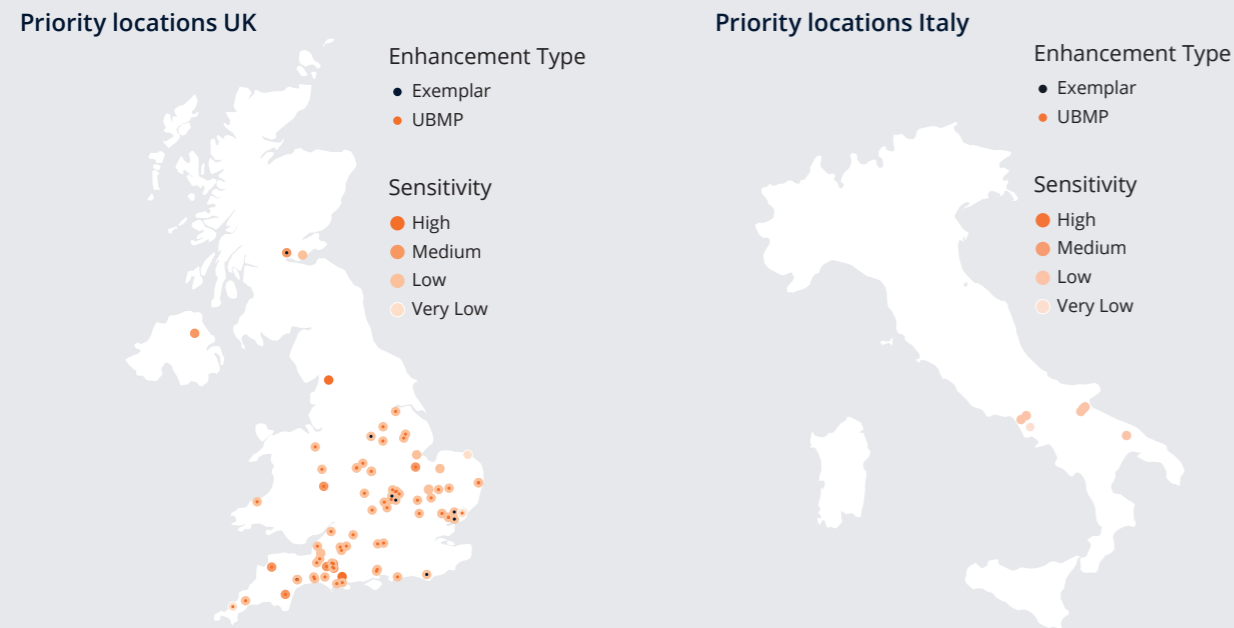 Priority locations UK
Enhancement Type
Exemplar
UBMP
Sensitivity
High
Medium
Low
Very Low
Priority locations Italy
Enhancement Type
Exemplar
UBMP
Sensitivity
High
Medium
Low
Very Low